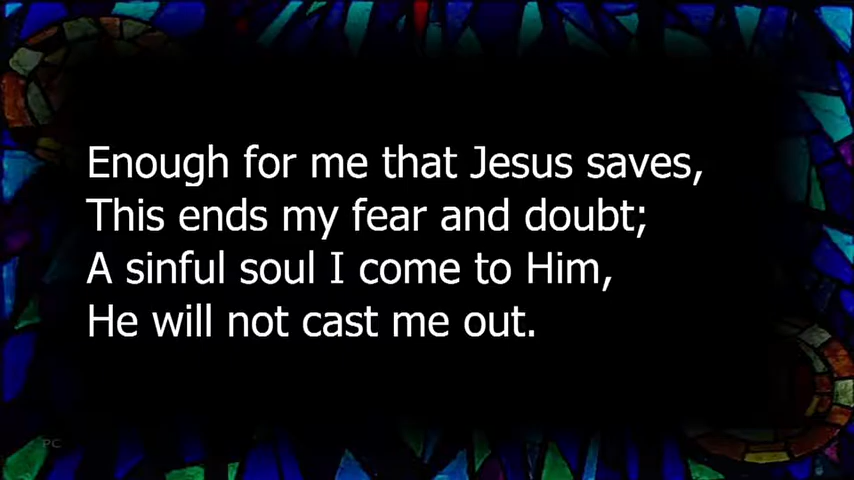 Enough for me that Jesus saves,
This ends my fear and doubt;
A sinful soul I come to Him,
He will not cast me out.
PC